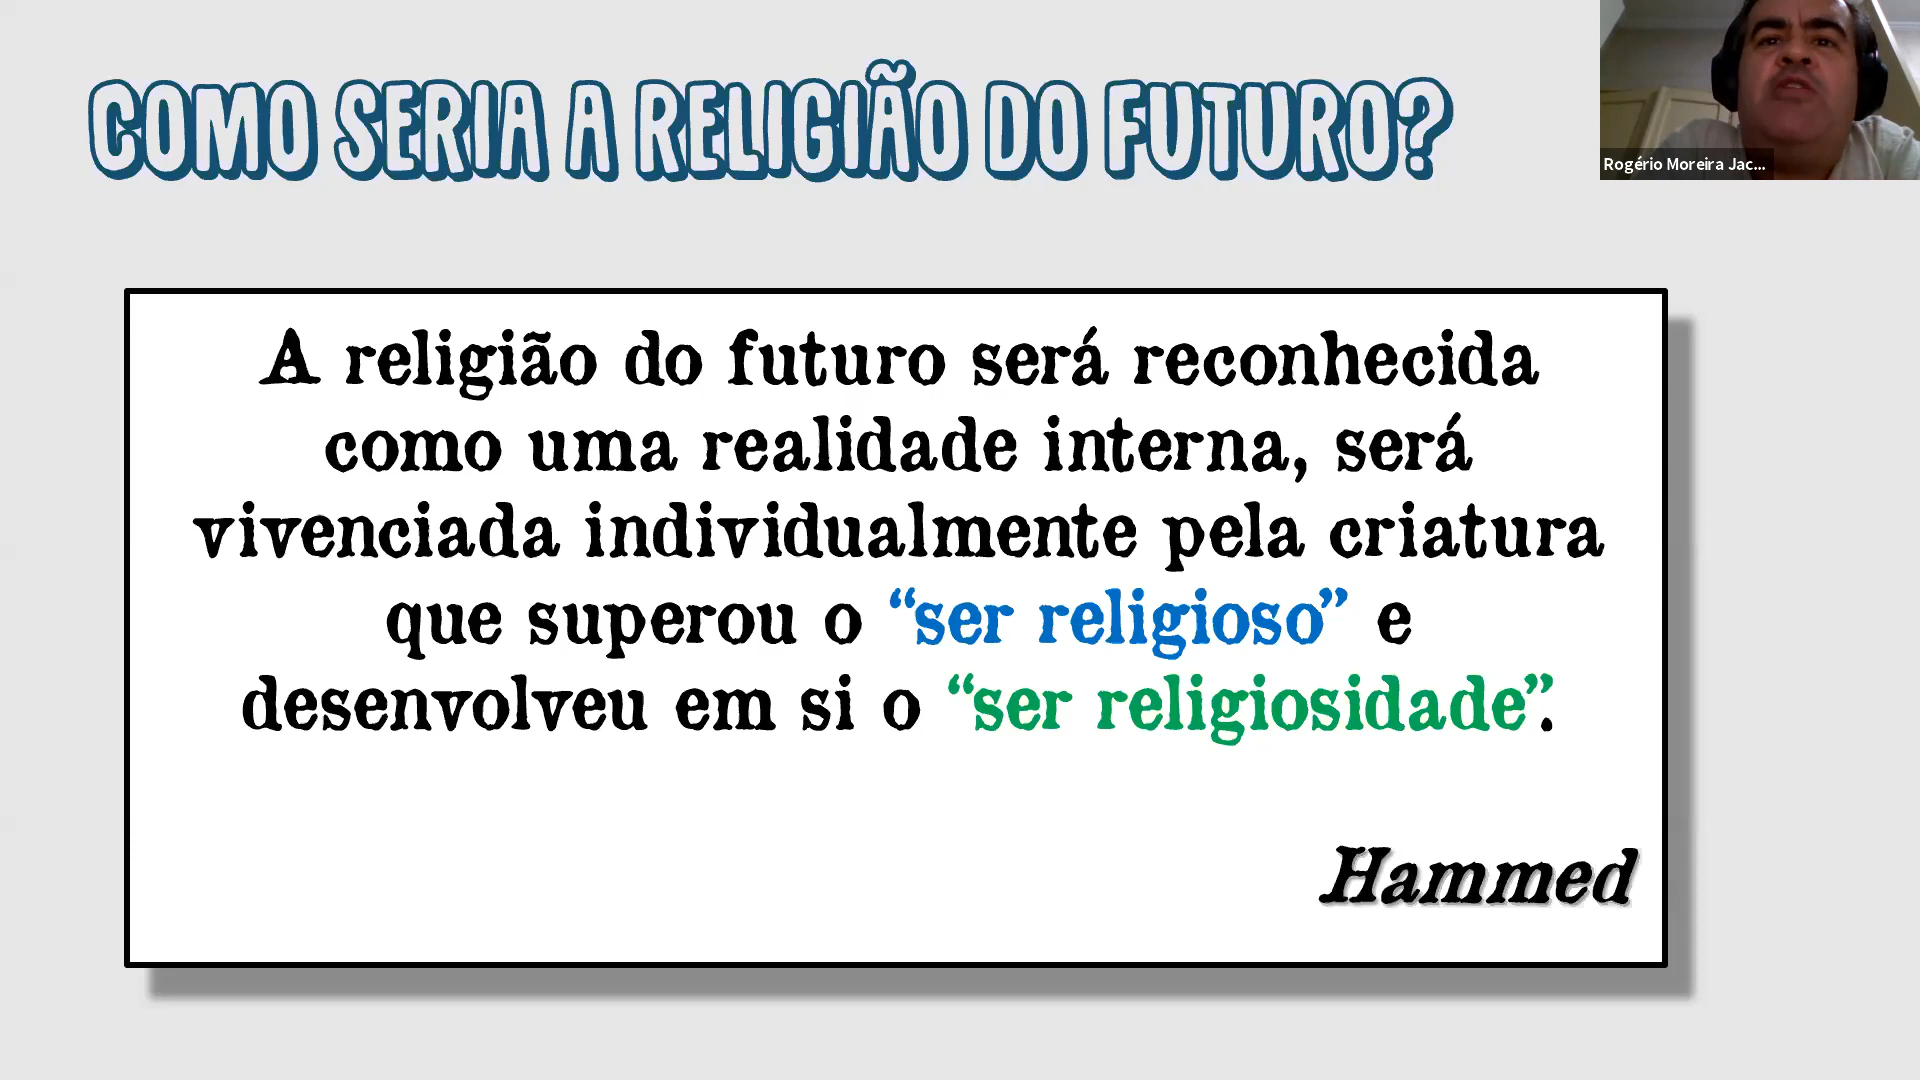 COMO SERIA A RELIGIÃO DO FUTURO?
Rogério Moreira Jac...
A religião do futuro será reconhecida
como uma realidade interna, será
vivenciada individualmente pela criatura
que superou o “ser religioso” e
desenvolveu em si o “ser religiosidade”.
Hammed